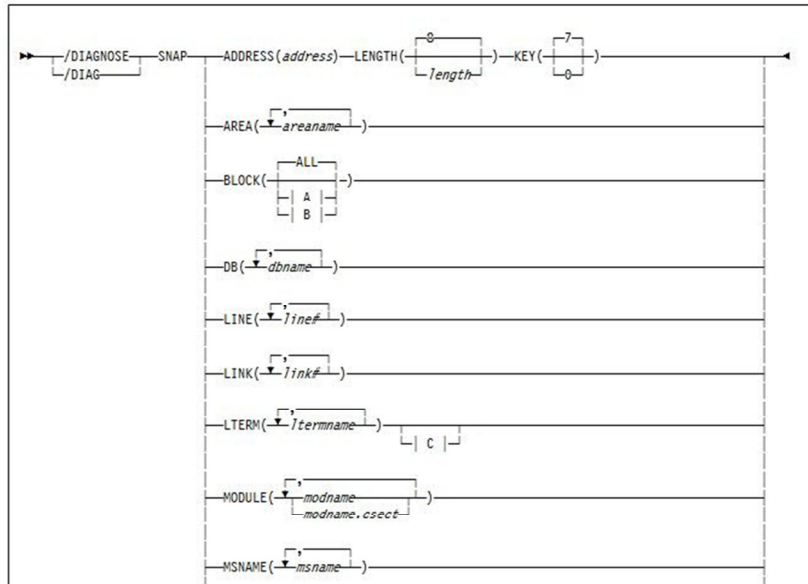 /DIAGNOSE SNAP ADDRESS(address) LENGTH( 8 ) KEY( 7 )
/DIAG length 0
,
AREA( areaname )
ALL
BLOCK( )
A
B
,
DB( dbname )
,
LINE( line# )
,
LINK( link# )
,
LTERM( ltermname )
C
,
MODULE( modname )
modname.csect
,
MSNAME( msname )